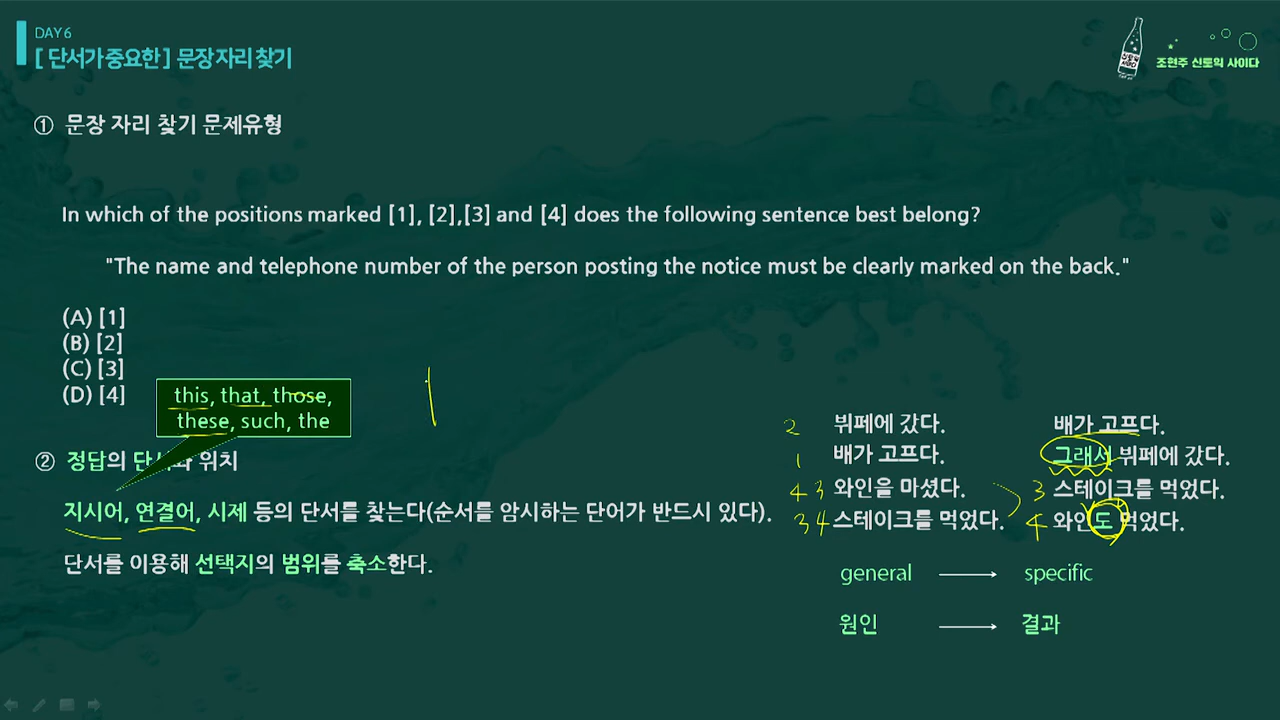 DAY 6
[ 단서가 중요한 ] 문장 자리 찾기
조현주 신토익 사이다
① 문장 자리 찾기 문제유형
In which of the positions marked [1], [2],[3] and [4] does the following sentence best belong?
"The name and telephone number of the person posting the notice must be clearly marked on the back."
(A) [1]
(B) [2]
(C) [3]
(D) [4]
this, that, those,
these, such, the
② 정답의 단서와 위치
지시어, 연결어, 시제 등의 단서를 찾는다(순서를 암시하는 단어가 반드시 있다).
단서를 이용해 선택지의 범위를 축소한다.
2 뷔페에 갔다.
1 배가 고프다.
4 3 와인을 마셨다.
3 4 스테이크를 먹었다.
배가 고프다.
그래서 뷔페에 갔다.
3 스테이크를 먹었다.
4 와인도 먹었다.
general → specific
원인 → 결과